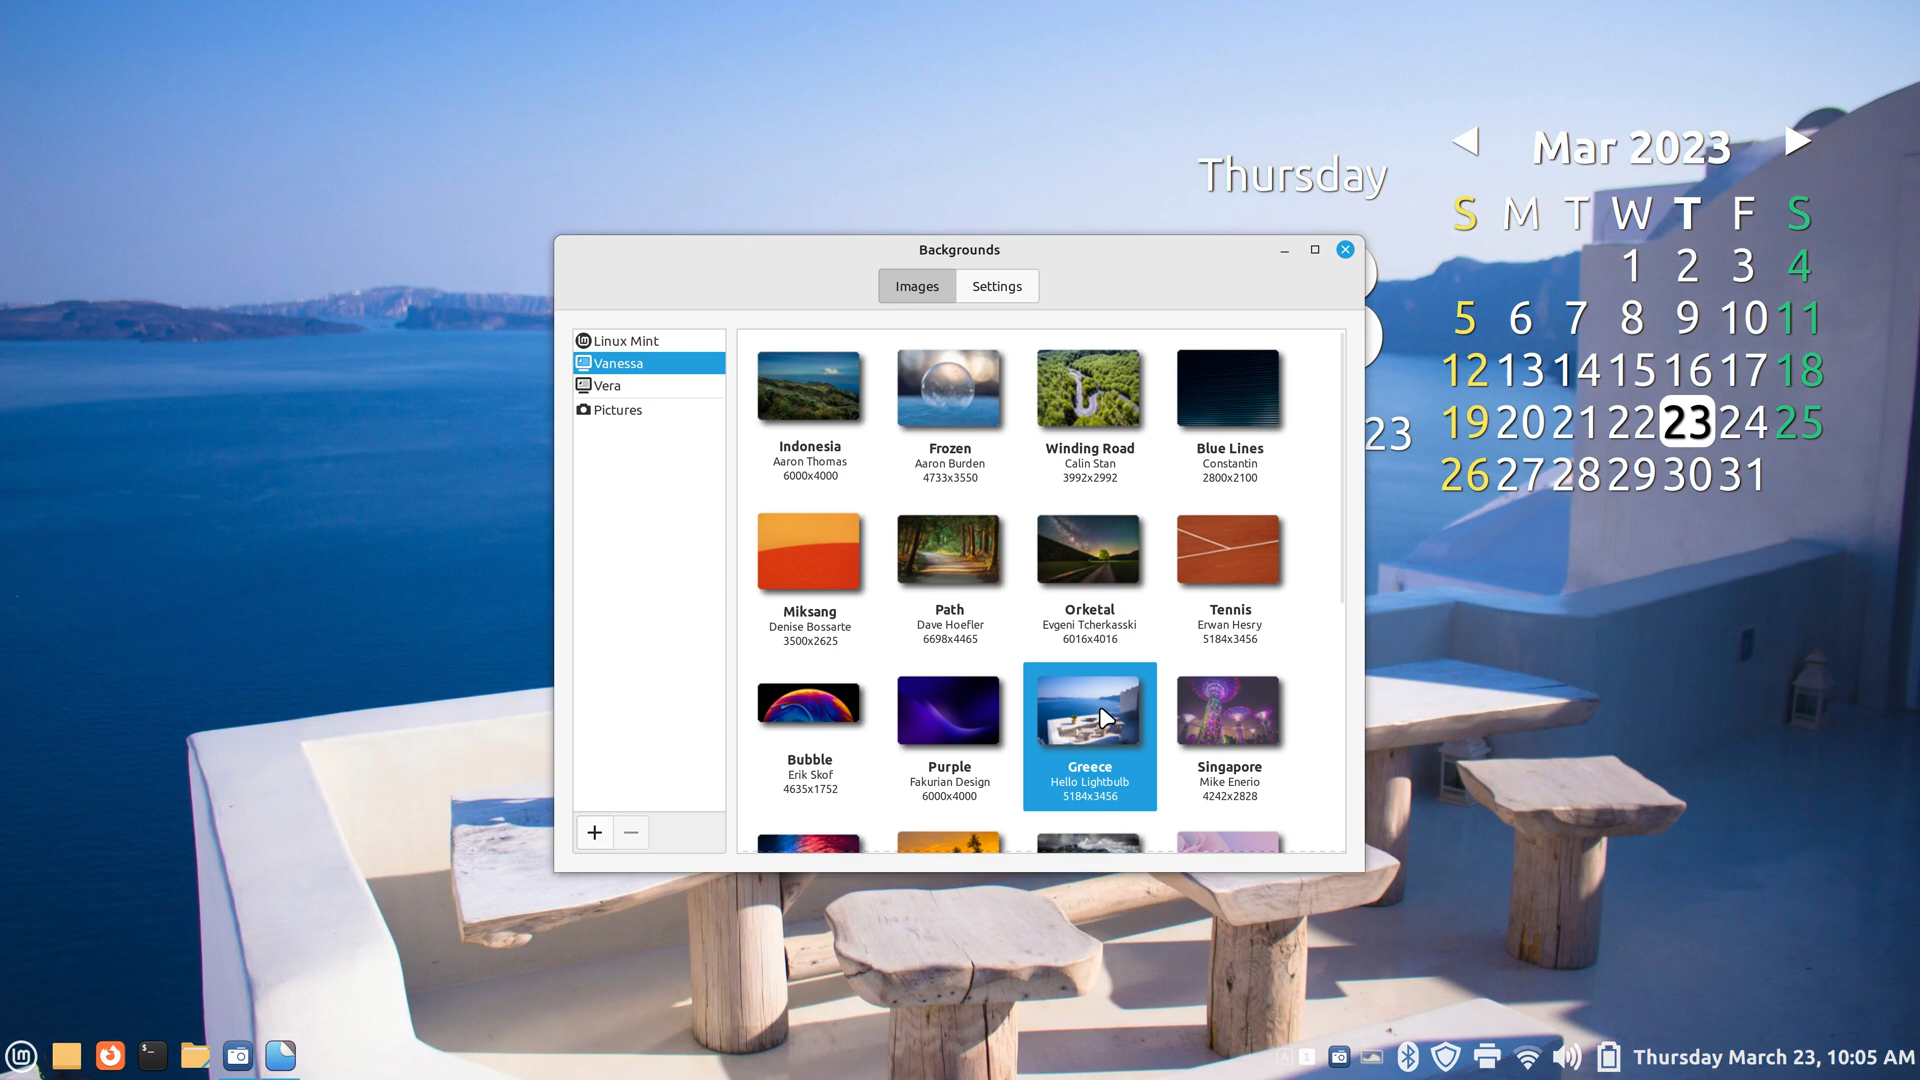 Thursday
23
Mar 2023
S M T W T F S
1 2 3 4
5 6 7 8 9 10 11
12 13 14 15 16 17 18
19 20 21 22 23 24 25
26 27 28 29 30 31
Backgrounds
Images Settings
Linux Mint
Vanessa
Vera
Pictures
Indonesia
Aaron Thomas
6000x4000
Frozen
Aaron Burden
4733x3550
Winding Road
Calin Stan
3992x2992
Blue Lines
Constantin
2800x2100
Miksang
Denise Bossarte
3500x2625
Path
Dave Hoefler
6698x4465
Orketal
Evgeni Tcherkasski
6016x4016
Tennis
Erwan Hesry
5184x3456
Bubble
Erik Skof
4635x1752
Purple
Fakurian Design
6000x4000
Greece
Hello Lightbulb
5184x3456
Singapore
Mike Enerio
4242x2828
A 1
Thursday March 23, 10:05 AM